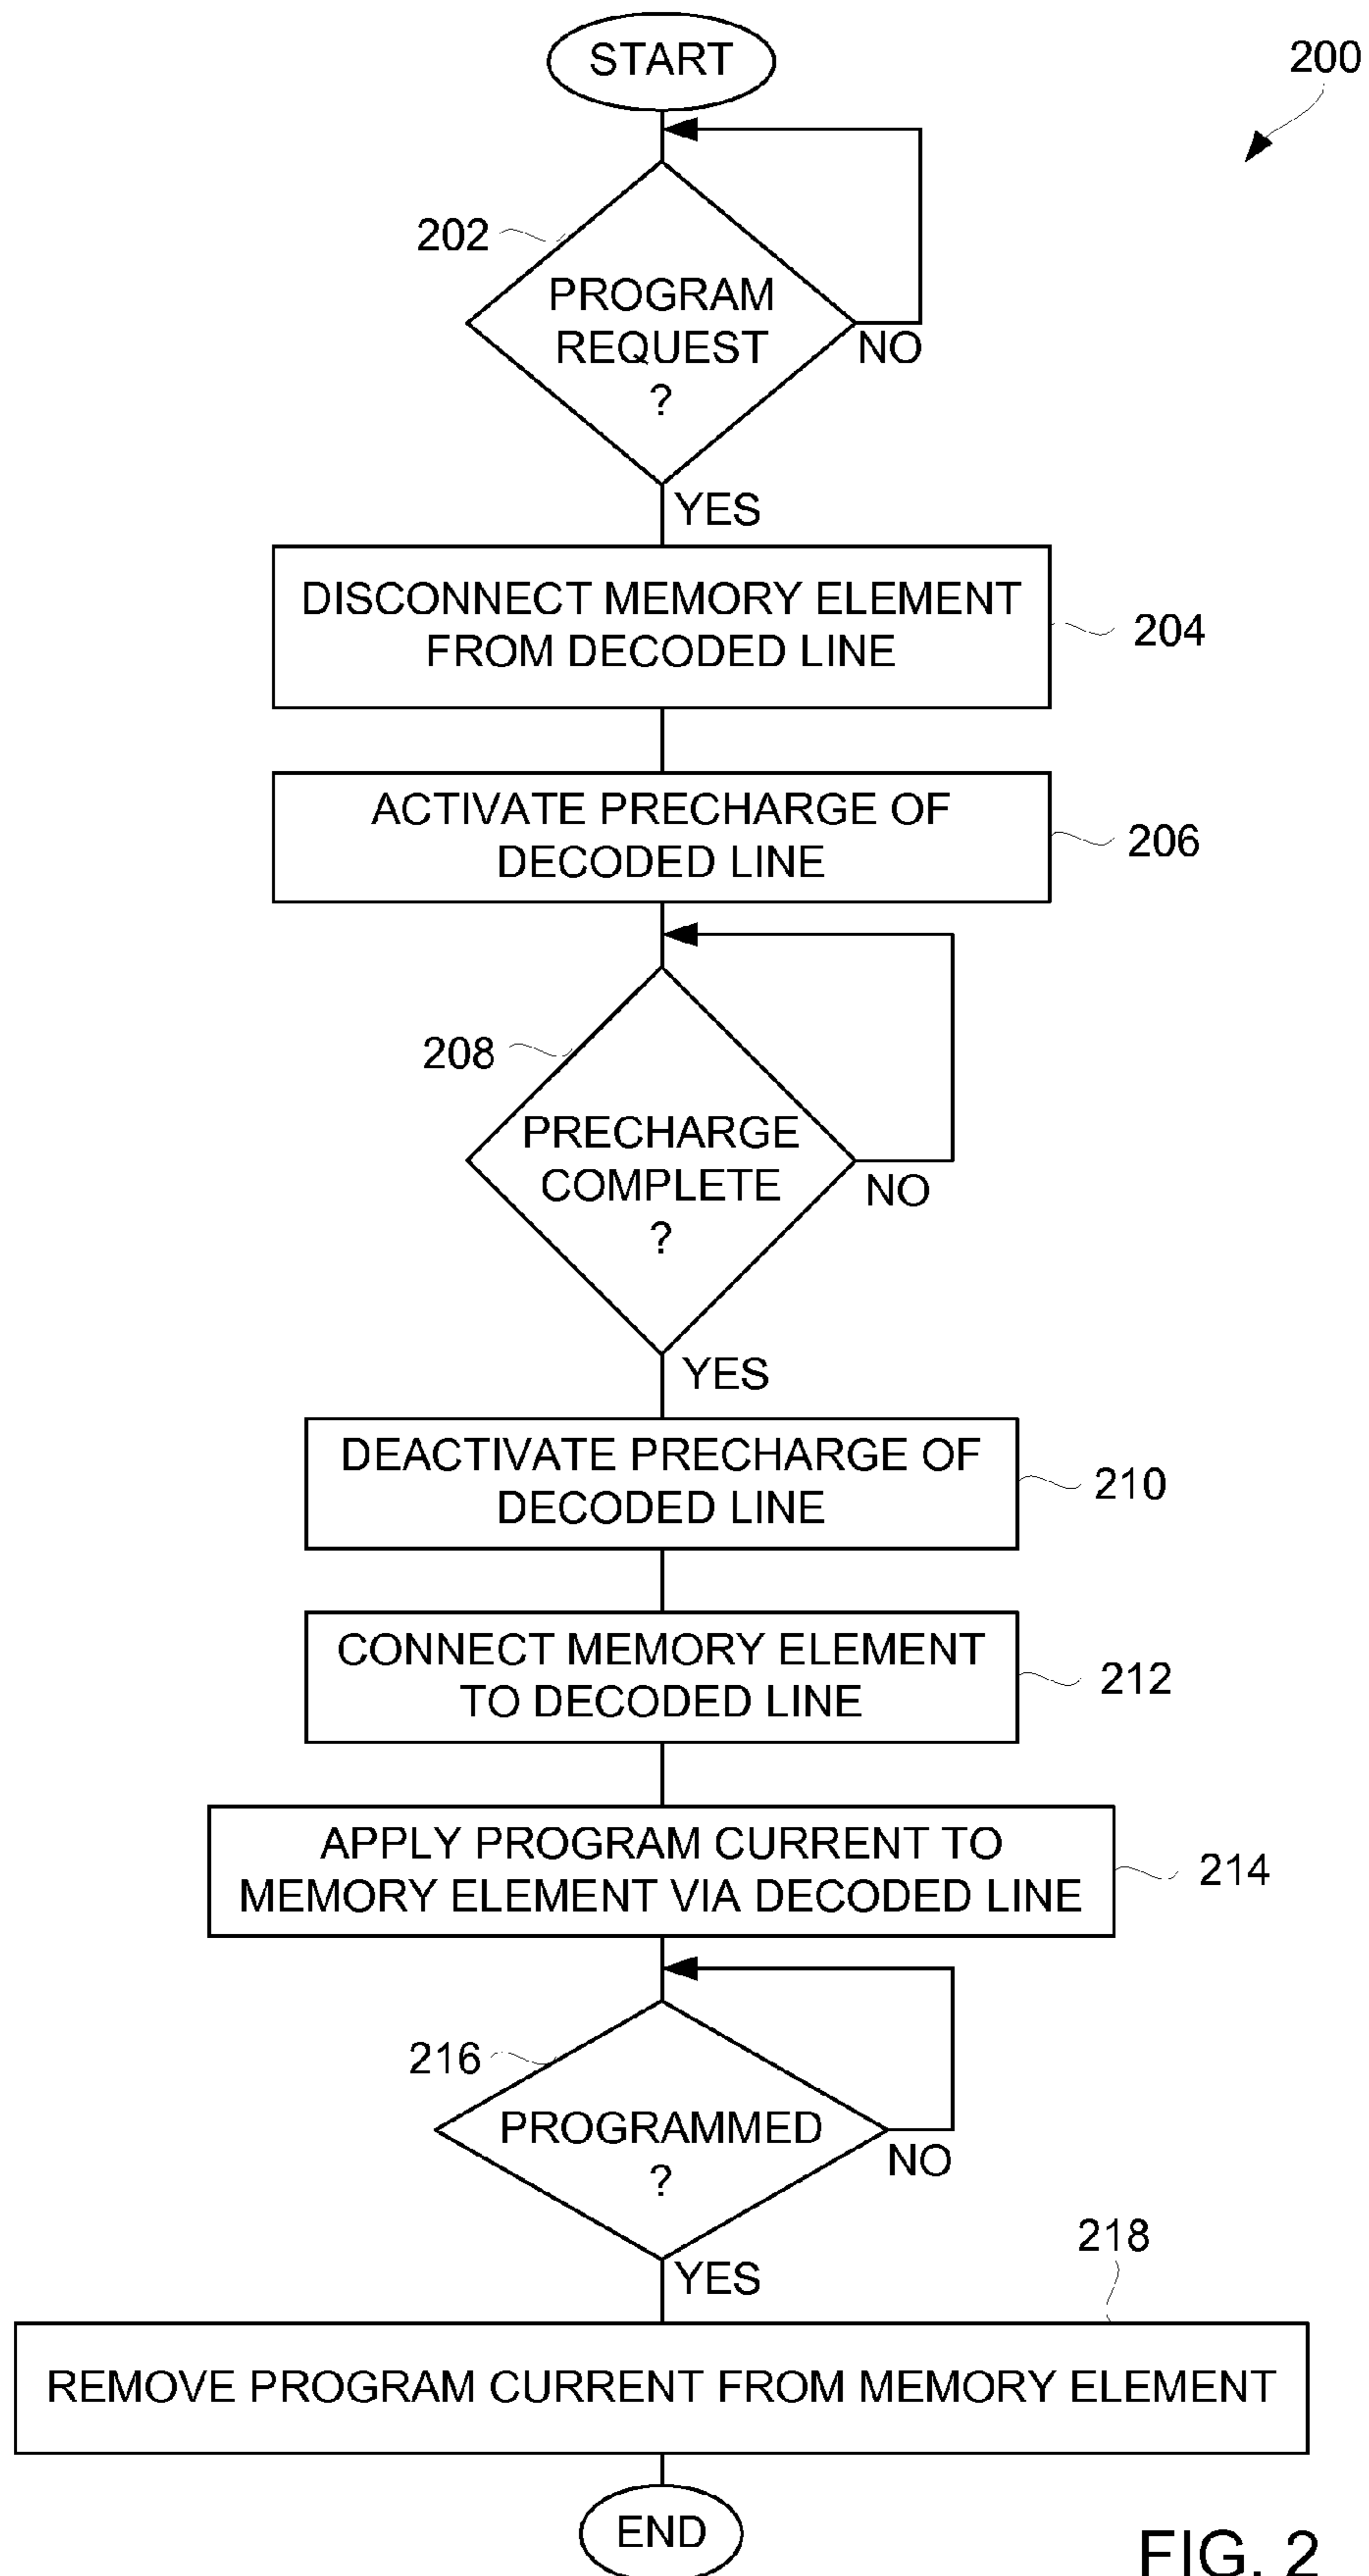 START
200
202
PROGRAM
REQUEST
?
NO
YES
DISCONNECT MEMORY ELEMENT
FROM DECODED LINE
204
ACTIVATE PRECHARGE OF
DECODED LINE
206
208
PRECHARGE
COMPLETE
?
NO
YES
DEACTIVATE PRECHARGE OF
DECODED LINE
210
CONNECT MEMORY ELEMENT
TO DECODED LINE
212
APPLY PROGRAM CURRENT TO
MEMORY ELEMENT VIA DECODED LINE
214
216
PROGRAMMED
?
NO
YES
218
REMOVE PROGRAM CURRENT FROM MEMORY ELEMENT
END
FIG. 2